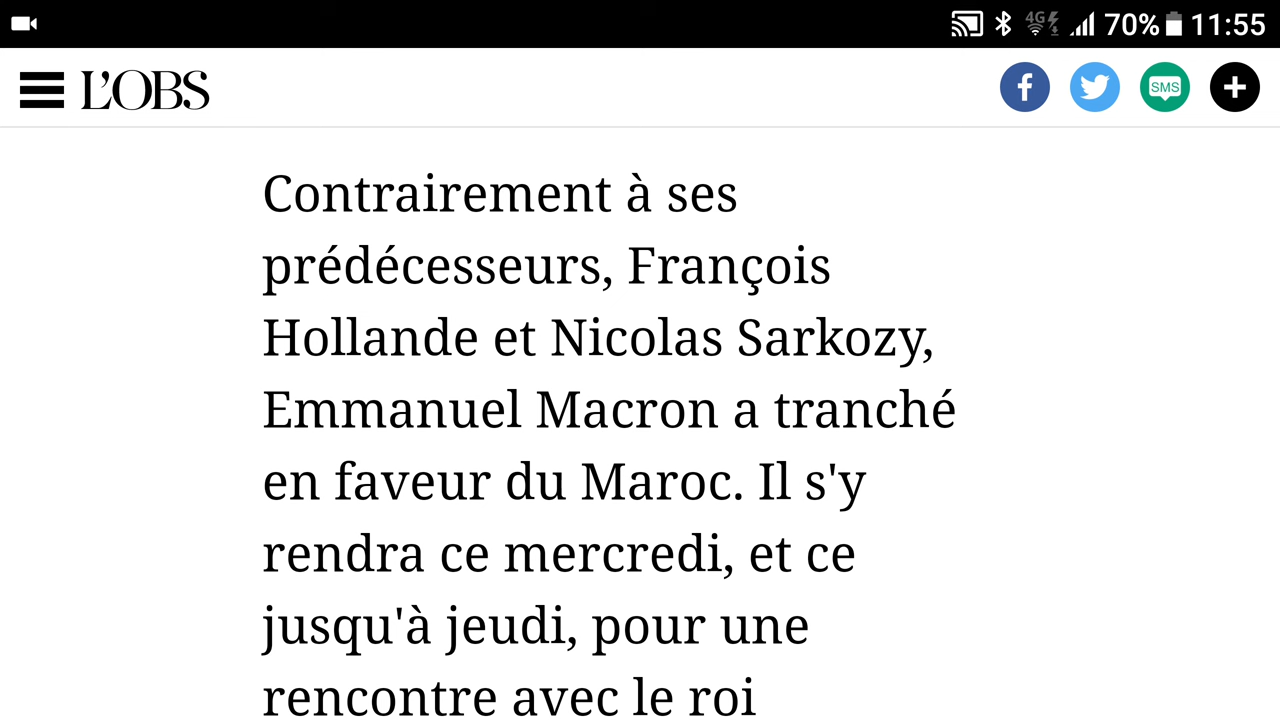 4G 70% 11:55
L'OBS
SMS
Contrairement à ses
prédécesseurs, François
Hollande et Nicolas Sarkozy,
Emmanuel Macron a tranché
en faveur du Maroc. Il s'y
rendra ce mercredi, et ce
jusqu'à jeudi, pour une
rencontre avec le roi